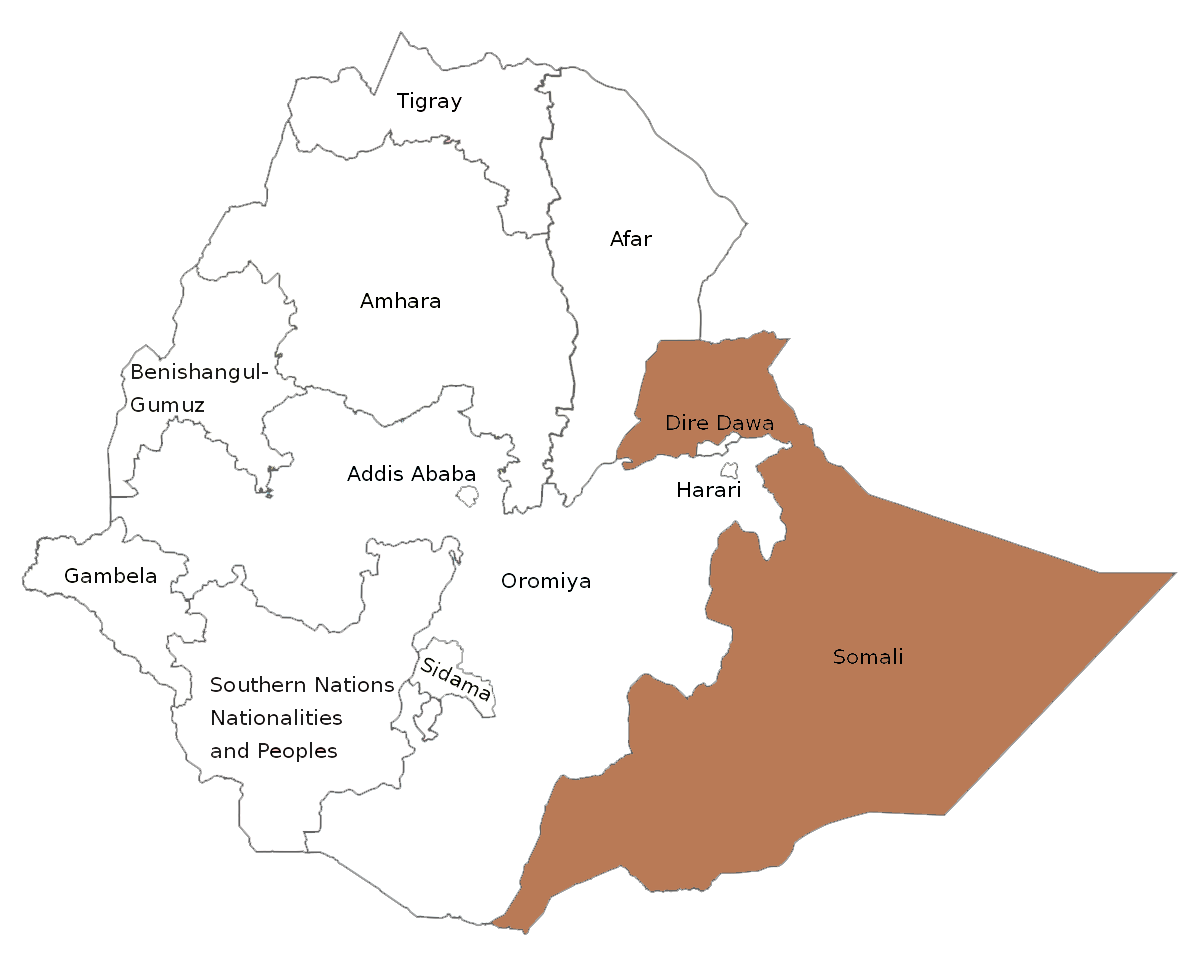 Tigray
Afar
Amhara
Benishangul-
Gumuz
Dire Dawa
Addis Ababa
Harari
Gambela
Oromiya
Somali
Sidama
Southern Nations
Nationalities
and Peoples